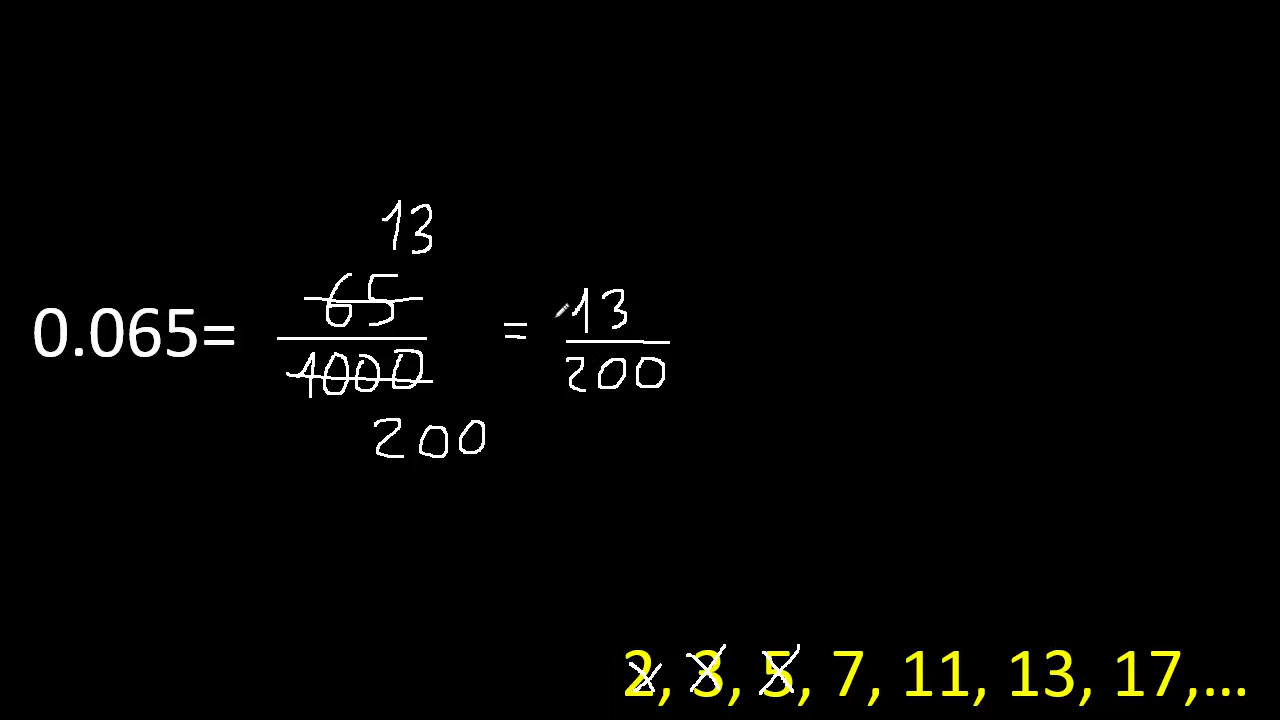 13
65
0.065= 1000 = 13/200
200
2, 3, 5, 7, 11, 13, 17,...